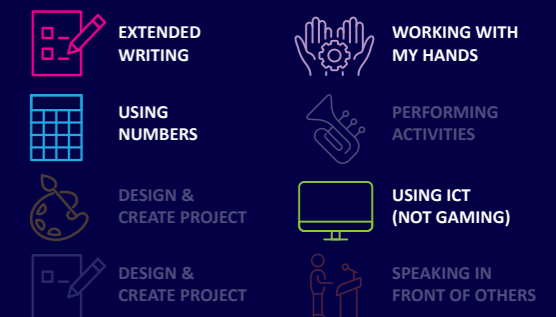 EXTENDED
WRITING
WORKING WITH
MY HANDS
USING
NUMBERS
PERFORMING
ACTIVITIES
DESIGN &
CREATE PROJECT
USING ICT
(NOT GAMING)
DESIGN &
CREATE PROJECT
SPEAKING IN
FRONT OF OTHERS